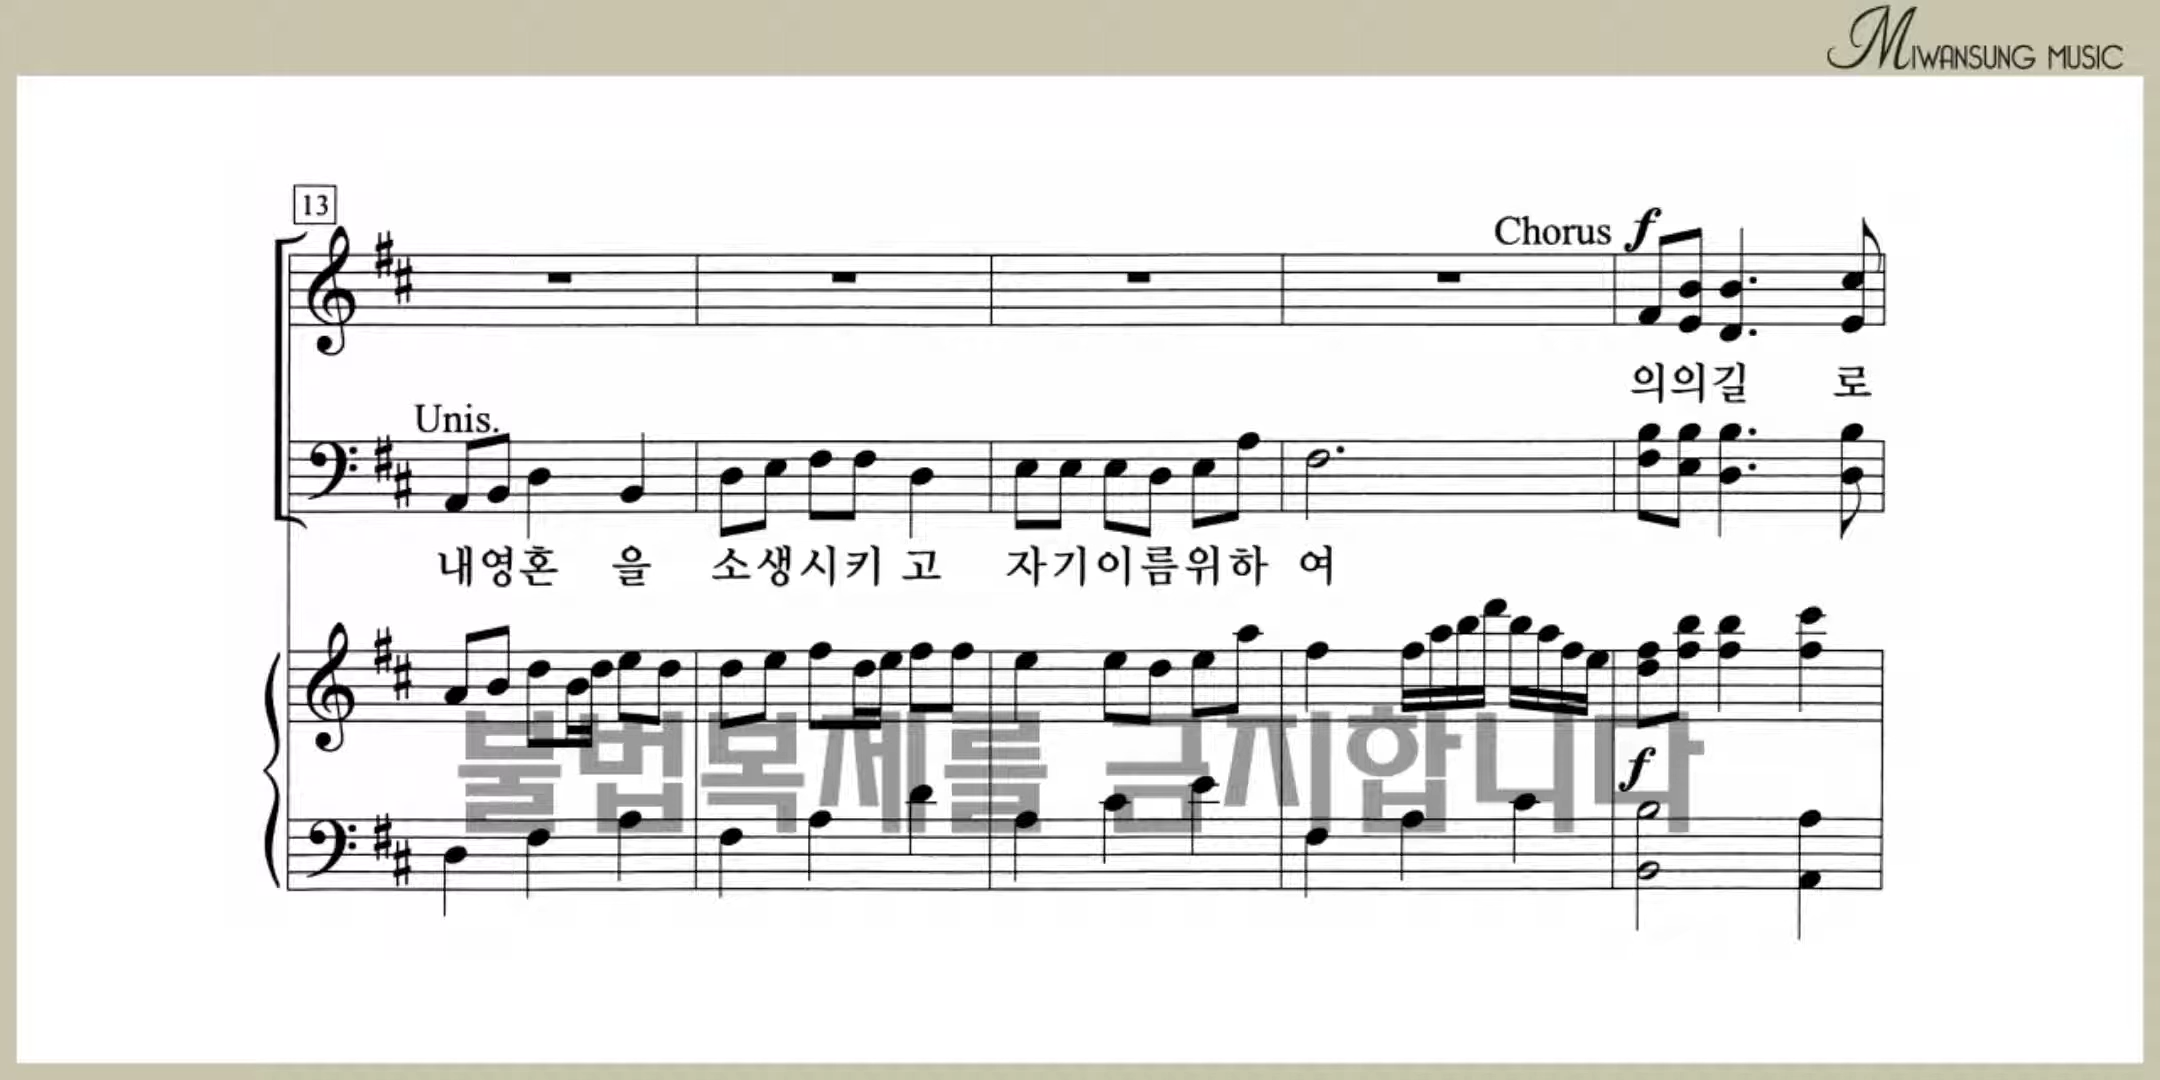 MIWANSUNG MUSIC
13
Chorus f
의의길 로
Unis.
내영혼 을 소생시키 고 자기이름위하 여
불법복제를 금지합니다
f